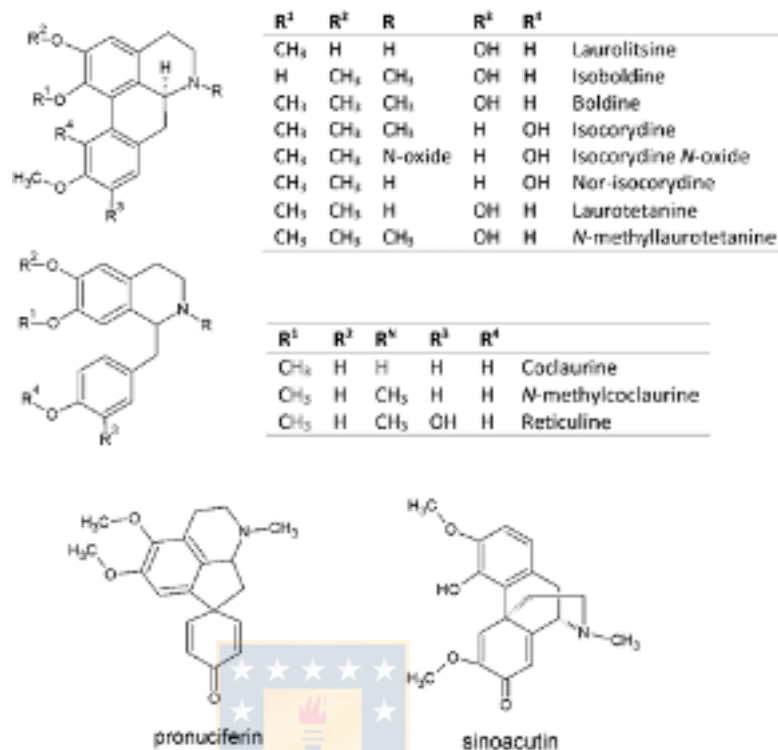 R¹ R² R R³ R⁴
CH₃ H H OH H Laurolitsine
H CH₃ CH₃ OH H Isoboldine
CH₃ CH₃ CH₃ OH H Boldine
CH₃ CH₃ CH₃ H OH Isocorydine
CH₃ CH₃ N-oxide H OH Isocorydine N-oxide
CH₃ CH₃ H H OH Nor-isocorydine
CH₃ CH₃ H OH H Laurotetanine
CH₃ CH₃ CH₃ OH H N-methyllaurotetanine
R²
O
H
R¹-O
N
R
R⁴
H₃C
O
R³
R²
O
R¹
O
N
R
R⁴
O
R³
R¹ R² Rᴺ R³ R⁴
CH₃ H H H H Coclaurine
CH₃ H CH₃ H H N-methylcoclaurine
CH₃ H CH₃ OH H Reticuline
H₃C-O
H₃C
O
N-CH₃
O
pronuciferin
H₃C
O
HO
N
CH₃
H₃C
O
O
sinoacutin